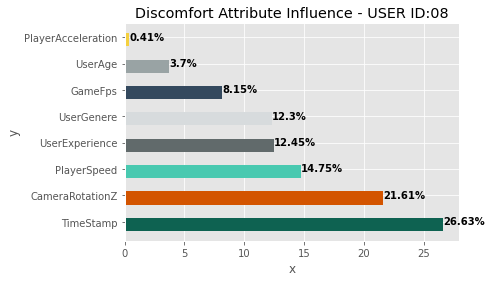 Discomfort Attribute Influence - USER ID:08
PlayerAcceleration 0.41%
UserAge 3.7%
GameFps 8.15%
UserGenere 12.3%
UserExperience 12.45%
PlayerSpeed 14.75%
CameraRotationZ 21.61%
TimeStamp 26.63%
y
0 5 10 15 20 25
x